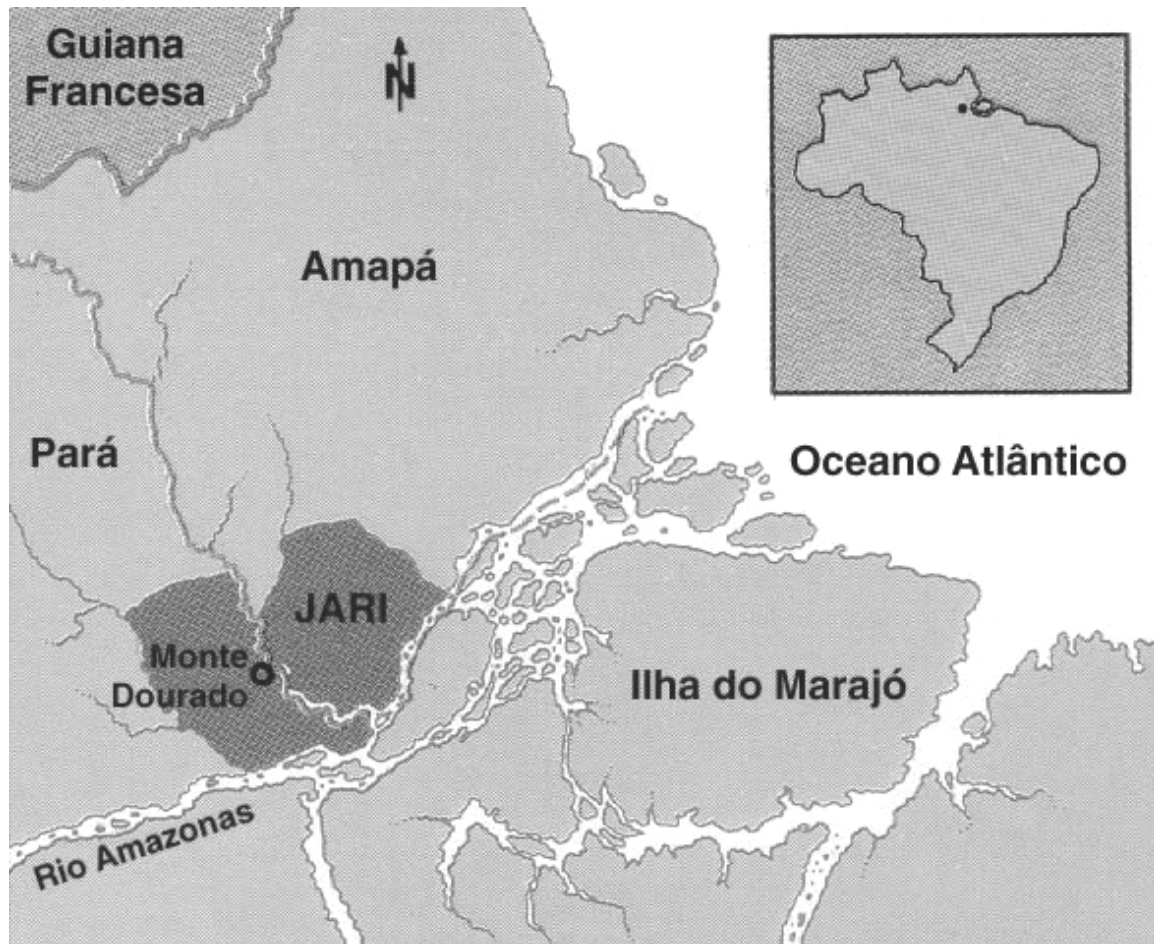 Guiana
Francesa
N
Amapá
Pará
Oceano Atlântico
JARI
Monte
Dourado
Ilha do Marajó
Rio Amazonas